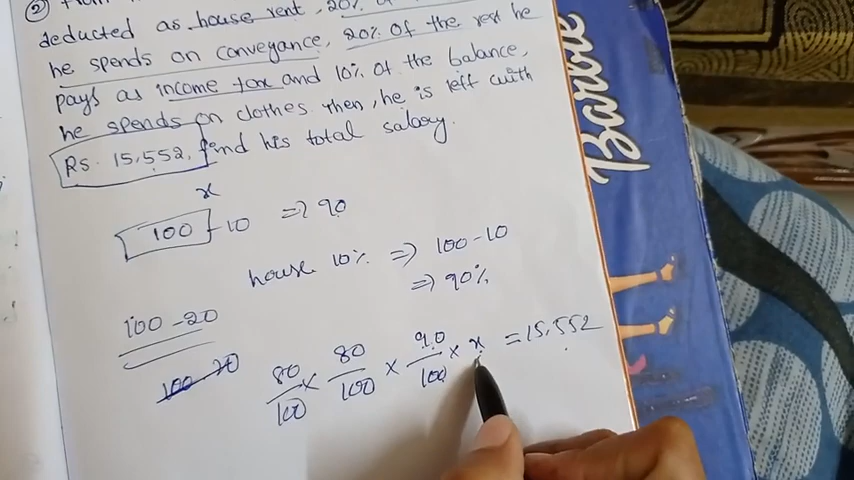 ② From
deducted as house rent, 20% of
he spends on conveyance, 20% of the rest he
pays as income tax and 10% of the balance,
he spends on clothes then, he is left with
Rs. 15,552, find his total salary.
x
100 - 10 => 90
house 10% => 100-10
=> 90%
100 - 20
100-20
80/100 × 80/100 × 90/100 × x = 15,552
Barbie